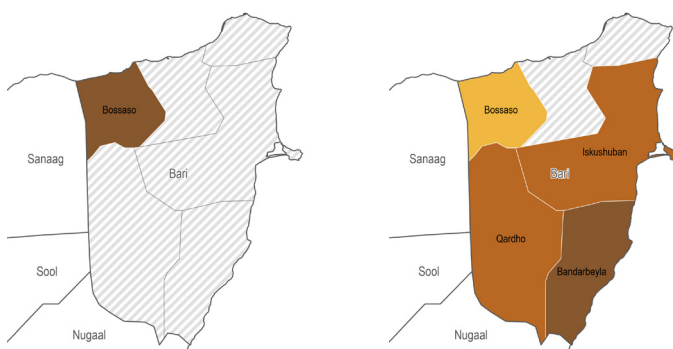 Bossaso
Sanaag
Bari
Sool
Nugaal
Bossaso
Iskushuban
Sanaag
Bari
Qardho
Sool
Bandarbeyla
Nugaal